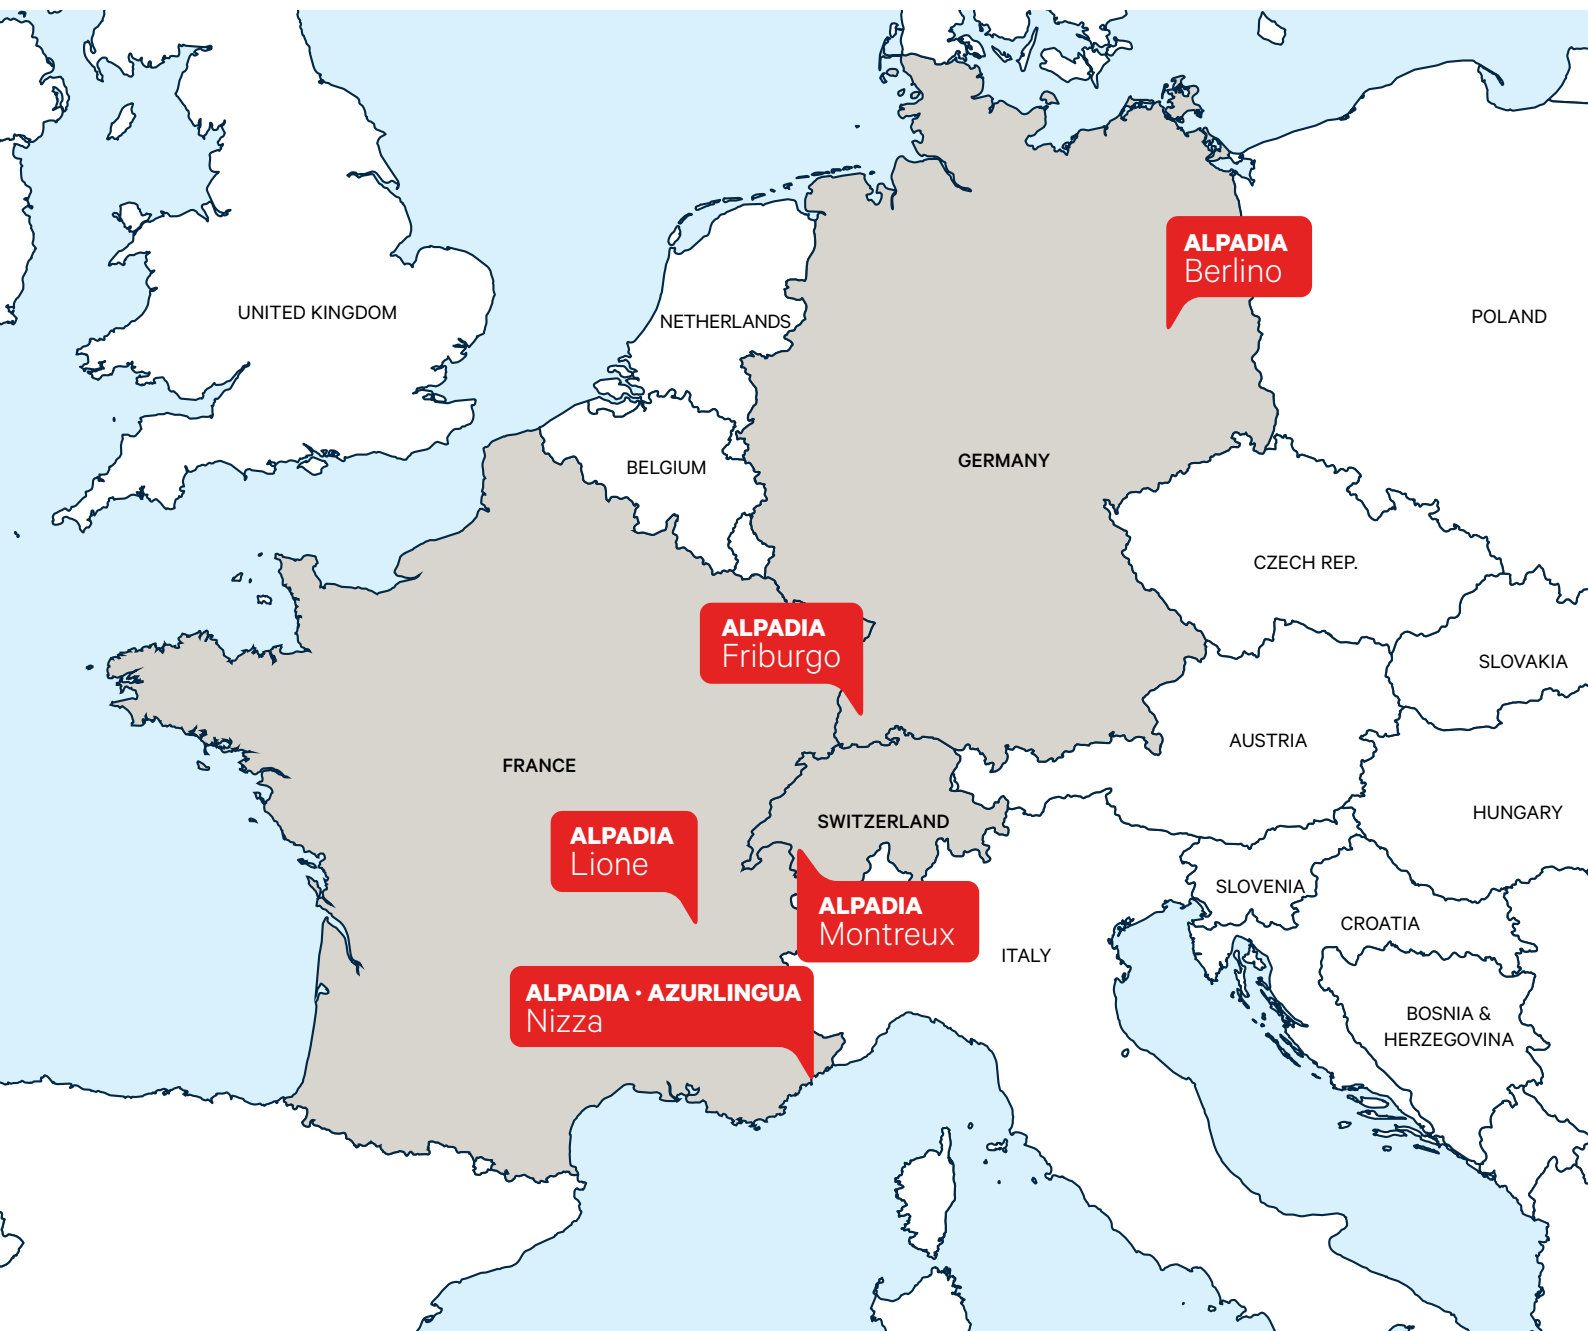 ALPADIA
Berlino
UNITED KINGDOM
NETHERLANDS
POLAND
BELGIUM
GERMANY
CZECH REP.
ALPADIA
Friburgo
SLOVAKIA
AUSTRIA
FRANCE
HUNGARY
SWITZERLAND
ALPADIA
Lione
SLOVENIA
ALPADIA
Montreux
CROATIA
ITALY
ALPADIA · AZURLINGUA
Nizza
BOSNIA &
HERZEGOVINA